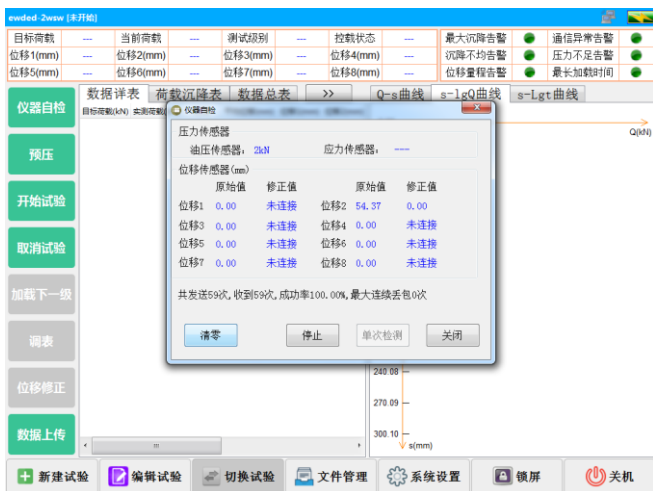 ewded-2wsw [未开始]
目标荷载 --- 当前荷载 --- 测试级别 --- 控载状态 --- 最大沉降告警 通信异常告警
位移1(mm) --- 位移2(mm) --- 位移3(mm) --- 位移4(mm) --- 沉降不均告警 压力不足告警
位移5(mm) --- 位移6(mm) --- 位移7(mm) --- 位移8(mm) --- 位移量程告警 最长加载时间
仪器自检
预压
开始试验
取消试验
加载下一级
调表
位移修正
数据上传
数据详表 荷载沉降表 数据总表 >> Q-s曲线 s-lgQ曲线 s-Lgt曲线
目标荷载(kN) 实测荷载
Q(kN)
仪器自检
压力传感器
油压传感器: 2kN 应力传感器: ---
位移传感器(mm)
原始值 修正值 原始值 修正值
位移1 0.00 未连接 位移2 54.37 0.00
位移3 0.00 未连接 位移4 0.00 未连接
位移5 0.00 未连接 位移6 0.00 未连接
位移7 0.00 未连接 位移8 0.00 未连接
共发送59次,收到59次,成功率100.00%,最大连续丢包0次
清零 停止 单次检测 关闭
240.08
270.09
300.10
s(mm)
新建试验 编辑试验 切换试验 文件管理 系统设置 锁屏 关机